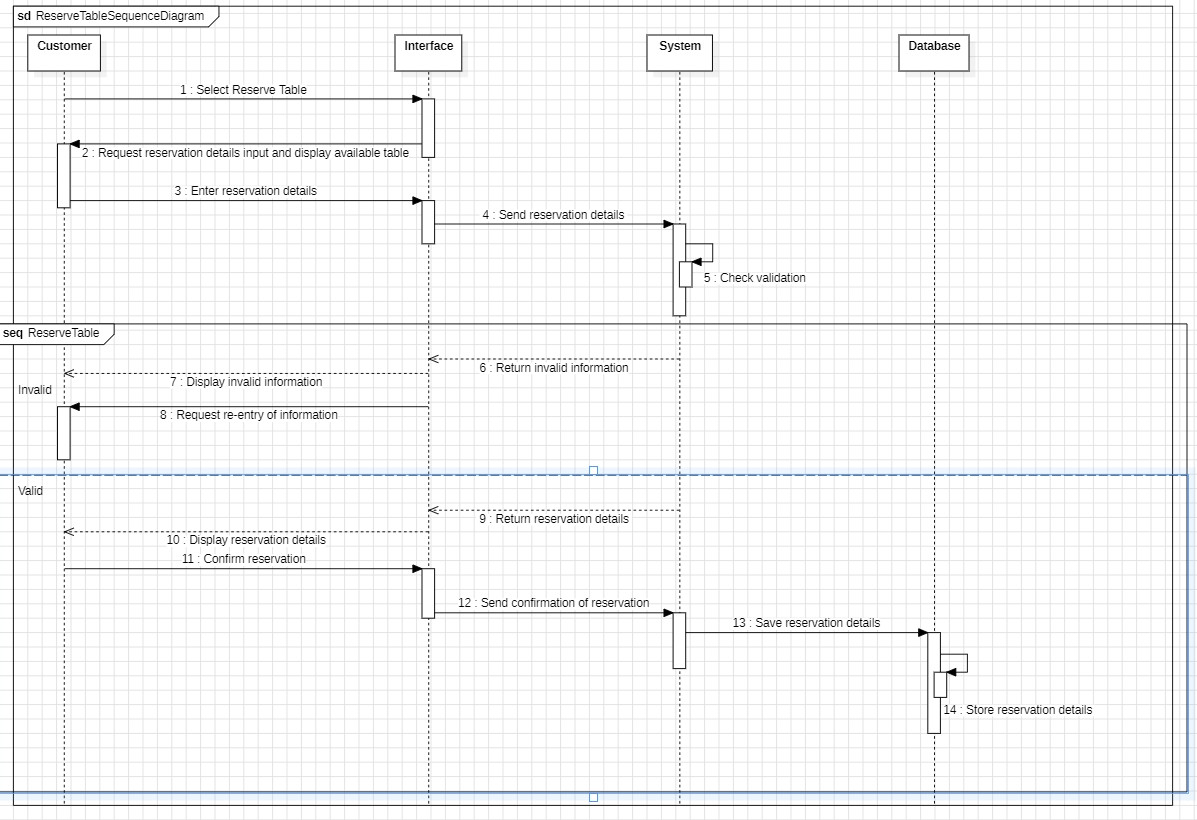 sd ReserveTableSequenceDiagram
Customer
Interface
System
Database
1 : Select Reserve Table
2 : Request reservation details input and display available table
3 : Enter reservation details
4 : Send reservation details
5 : Check validation
seq ReserveTable
6 : Return invalid information
7 : Display invalid information
Invalid
8 : Request re-entry of information
Valid
9 : Return reservation details
10 : Display reservation details
11 : Confirm reservation
12 : Send confirmation of reservation
13 : Save reservation details
14 : Store reservation details